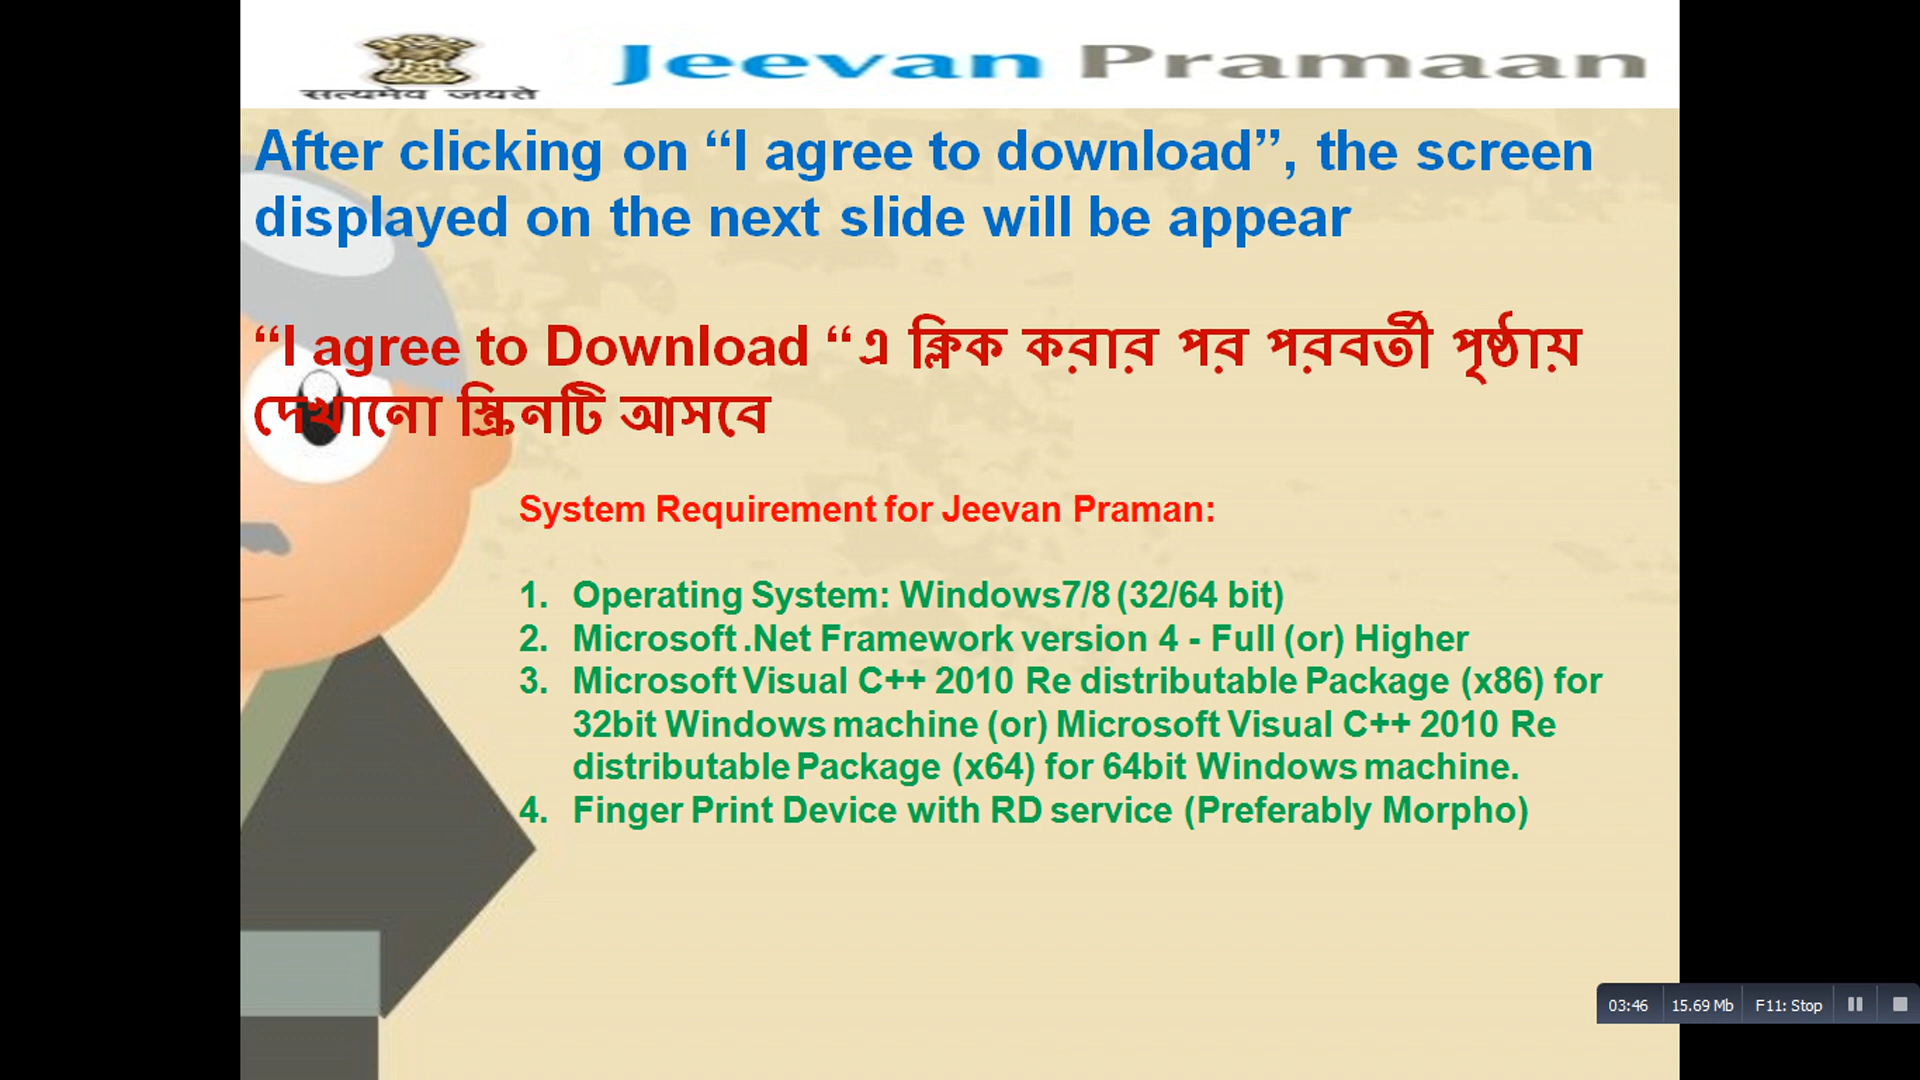 सत्यमेव जयते
Jeevan Pramaan
After clicking on “I agree to download”, the screen
displayed on the next slide will be appear
“I agree to Download “এ ক্লিক করার পর পরবর্তী পৃষ্ঠায়
দেখানো স্ক্রিনটি আসবে
System Requirement for Jeevan Praman:
1. Operating System: Windows7/8 (32/64 bit)
2. Microsoft .Net Framework version 4 - Full (or) Higher
3. Microsoft Visual C++ 2010 Re distributable Package (x86) for
32bit Windows machine (or) Microsoft Visual C++ 2010 Re
distributable Package (x64) for 64bit Windows machine.
4. Finger Print Device with RD service (Preferably Morpho)
03:46 15.69 Mb F11: Stop